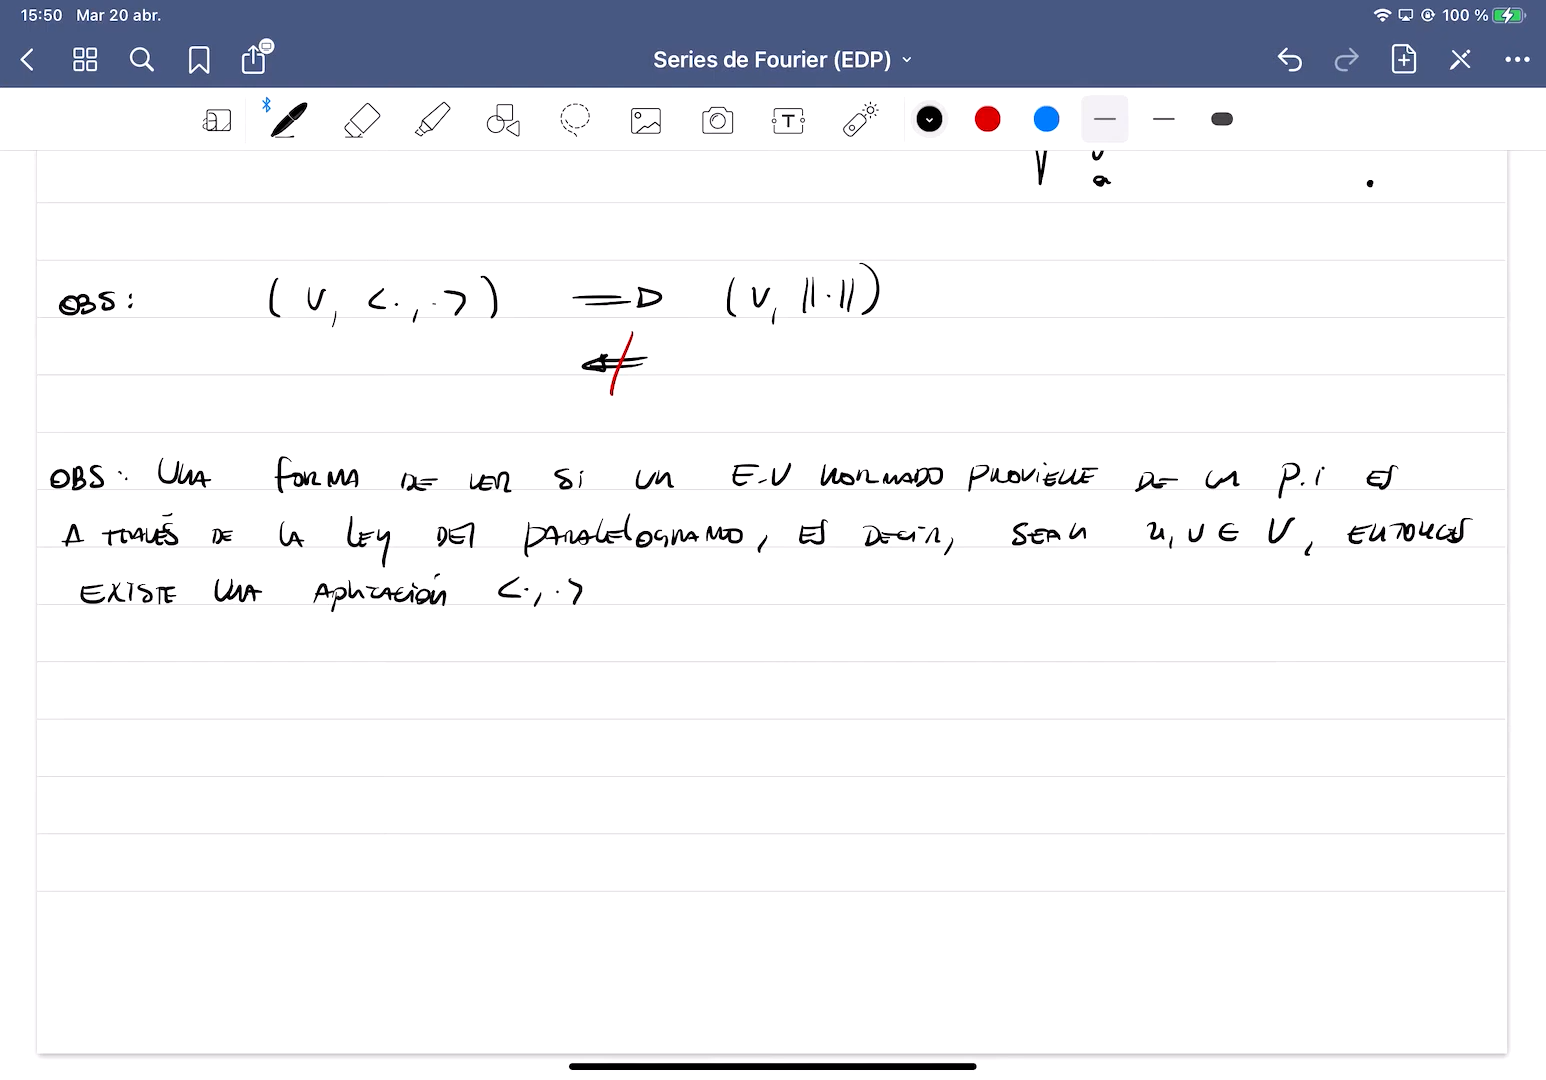 15:50 Mar 20 abr. 100 %
Series de Fourier (EDP)
T
a
OBS: (V, <·,·>) ⟹ (V, ||·||)
⇍
OBS: UNA FORMA DE VER SI UN E.V NORMADO PROVIENE DE UN P.i ES
A TRAVÉS DE LA LEY DEL PARALELOGRAMO, ES DECIR, SEAN u, v ∈ V, ENTONCES
EXISTE UNA APLICACIÓN <·,·>